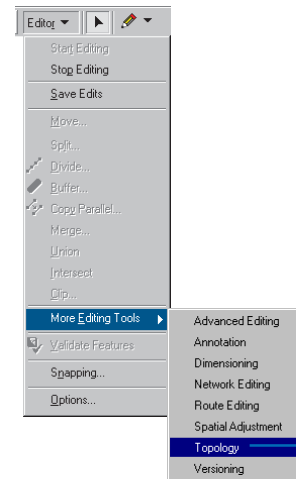 Editor
Start Editing
Stop Editing
Save Edits
Move...
Split...
Divide...
Buffer...
Copy Parallel...
Merge...
Union
Intersect
Clip...
More Editing Tools
Validate Features
Snapping...
Options...
Advanced Editing
Annotation
Dimensioning
Network Editing
Route Editing
Spatial Adjustment
Topology
Versioning